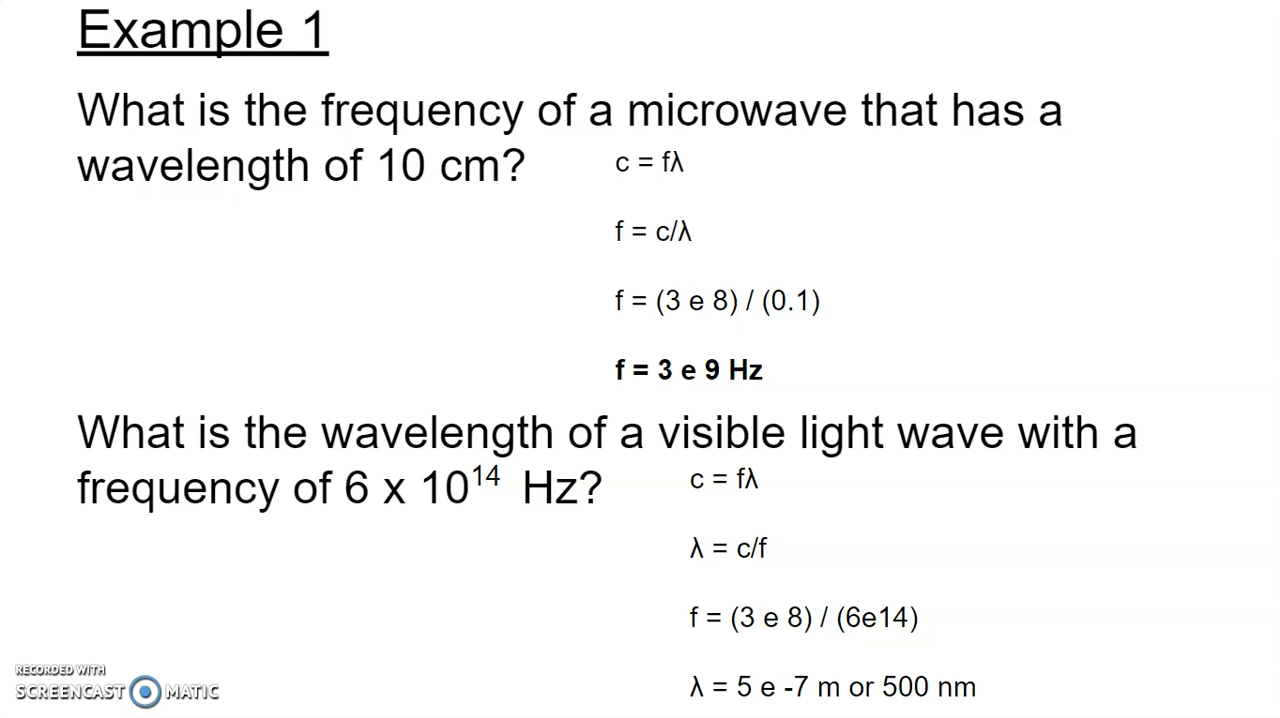 Example 1
What is the frequency of a microwave that has a
wavelength of 10 cm?
c = fλ
f = c/λ
f = (3 e 8) / (0.1)
f = 3 e 9 Hz
What is the wavelength of a visible light wave with a
frequency of 6 x 10¹⁴ Hz?
c = fλ
λ = c/f
f = (3 e 8) / (6e14)
λ = 5 e -7 m or 500 nm
RECORDED WITH
SCREENCAST MATIC